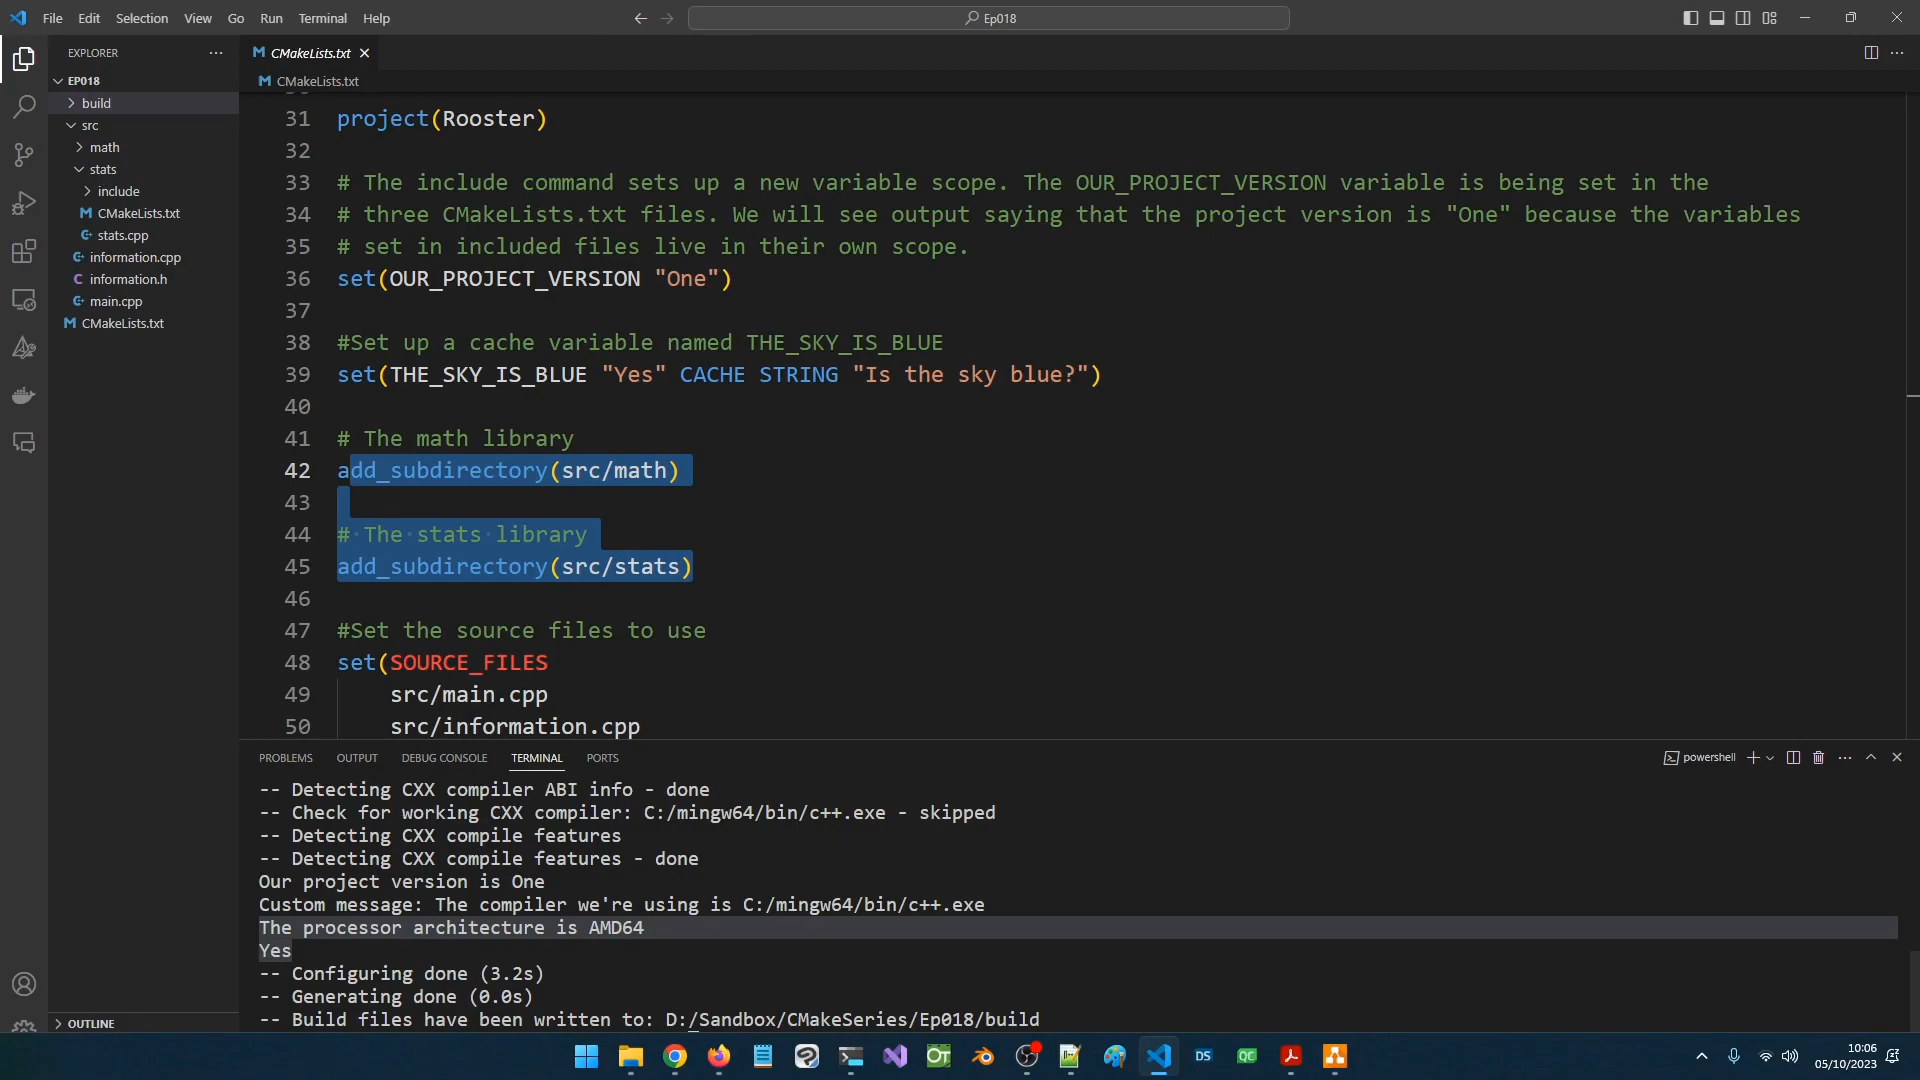 File Edit Selection View Go Run Terminal Help
Ep018
EXPLORER
EP018
build
src
math
stats
include
CMakeLists.txt
stats.cpp
information.cpp
information.h
main.cpp
CMakeLists.txt
OUTLINE
CMakeLists.txt
CMakeLists.txt
31 project(Rooster)
32
33 # The include command sets up a new variable scope. The OUR_PROJECT_VERSION variable is being set in the
34 # three CMakeLists.txt files. We will see output saying that the project version is "One" because the variables
35 # set in included files live in their own scope.
36 set(OUR_PROJECT_VERSION "One")
37
38 #Set up a cache variable named THE_SKY_IS_BLUE
39 set(THE_SKY_IS_BLUE "Yes" CACHE STRING "Is the sky blue?")
40
41 # The math library
42 add_subdirectory(src/math)
43
44 # The stats library
45 add_subdirectory(src/stats)
46
47 #Set the source files to use
48 set(SOURCE_FILES
49 src/main.cpp
50 src/information.cpp
PROBLEMS OUTPUT DEBUG CONSOLE TERMINAL PORTS
powershell
-- Detecting CXX compiler ABI info - done
-- Check for working CXX compiler: C:/mingw64/bin/c++.exe - skipped
-- Detecting CXX compile features
-- Detecting CXX compile features - done
Our project version is One
Custom message: The compiler we're using is C:/mingw64/bin/c++.exe
The processor architecture is AMD64
Yes
-- Configuring done (3.2s)
-- Generating done (0.0s)
-- Build files have been written to: D:/Sandbox/CMakeSeries/Ep018/build
DS
QC
10:06
05/10/2023